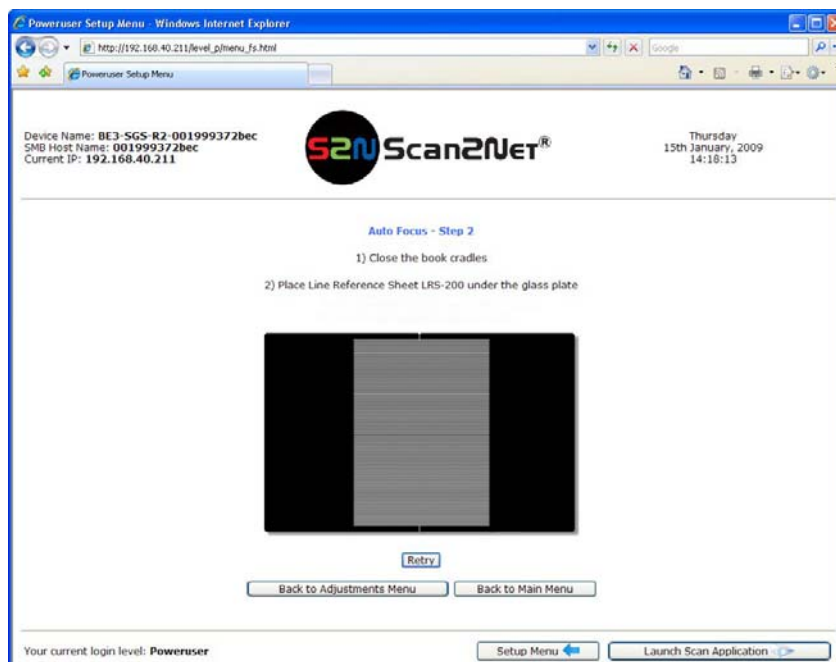 Poweruser Setup Menu - Windows Internet Explorer
http://192.168.40.211/level_p/menu_fs.html
Google
Poweruser Setup Menu
Device Name: BE3-SGS-R2-001999372bec
SMB Host Name: 001999372bec
Current IP: 192.168.40.211
S2N Scan2Net®
Thursday
15th January, 2009
14:18:13
Auto Focus - Step 2
1) Close the book cradles
2) Place Line Reference Sheet LRS-200 under the glass plate
Retry
Back to Adjustments Menu
Back to Main Menu
Your current login level: Poweruser
Setup Menu
Launch Scan Application